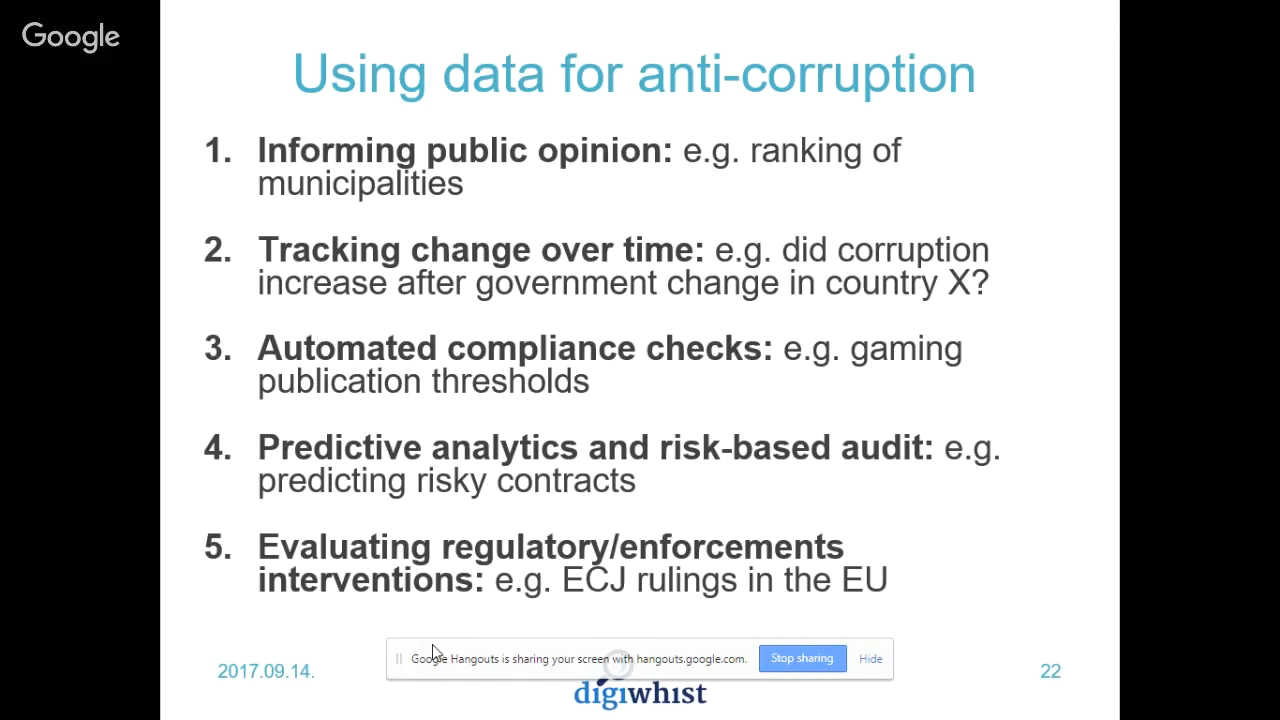 Google
Using data for anti-corruption
1. Informing public opinion: e.g. ranking of
municipalities
2. Tracking change over time: e.g. did corruption
increase after government change in country X?
3. Automated compliance checks: e.g. gaming
publication thresholds
4. Predictive analytics and risk-based audit: e.g.
predicting risky contracts
5. Evaluating regulatory/enforcements
interventions: e.g. ECJ rulings in the EU
Google Hangouts is sharing your screen with hangouts.google.com. Stop sharing Hide
2017.09.14. 22
digiwhist